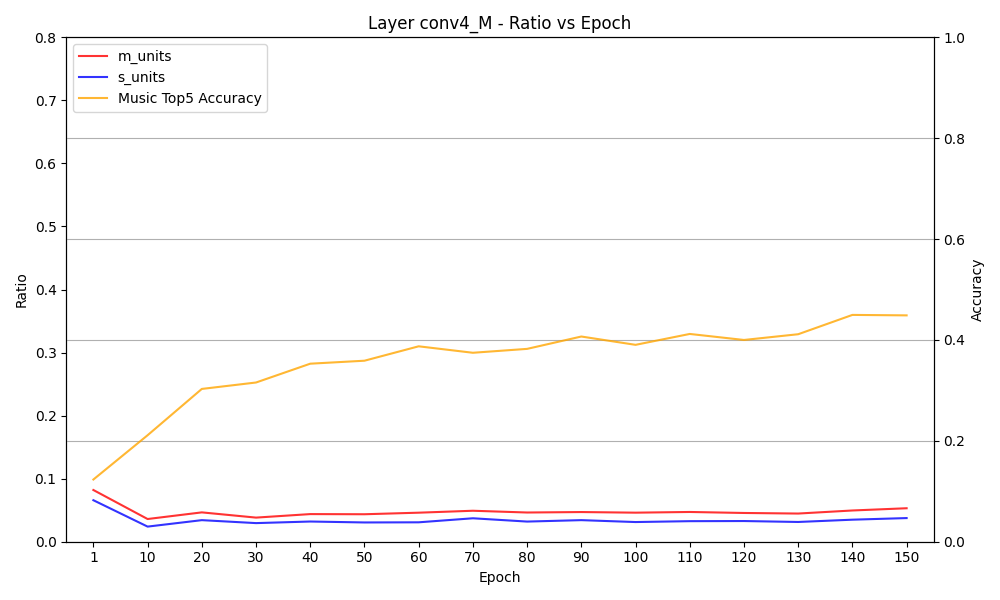 Layer conv4_M - Ratio vs Epoch
m_units
s_units
Music Top5 Accuracy
Ratio
0.8
0.7
0.6
0.5
0.4
0.3
0.2
0.1
0.0
1.0
0.8
0.6
0.4
0.2
0.0
Accuracy
1 10 20 30 40 50 60 70 80 90 100 110 120 130 140 150
Epoch